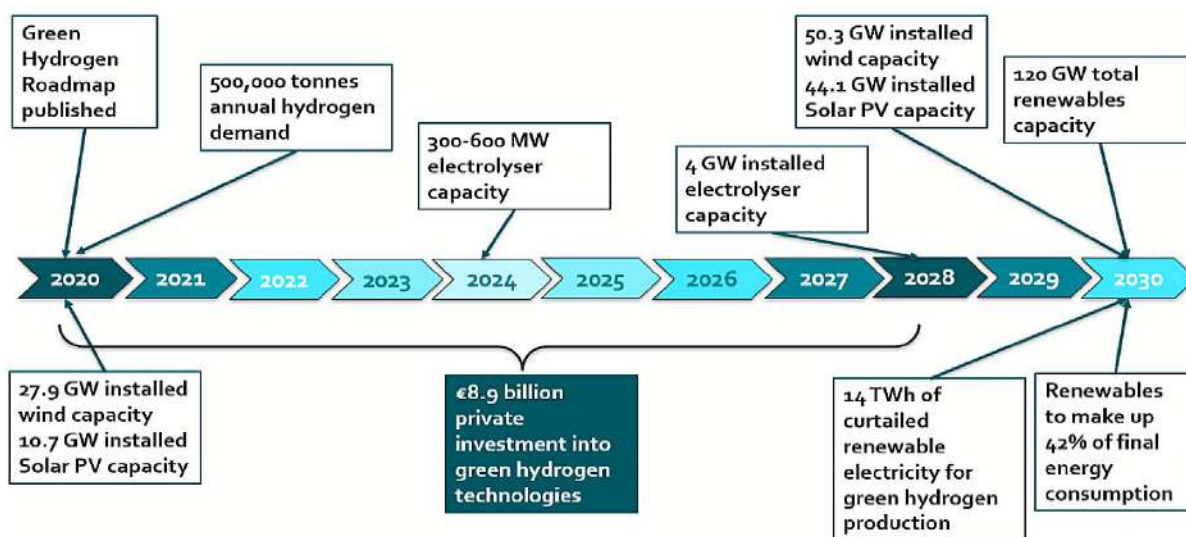 Green
Hydrogen
Roadmap
published
500,000 tonnes
annual hydrogen
demand
300-600 MW
electrolyser
capacity
4 GW installed
electrolyser
capacity
50.3 GW installed
wind capacity
44.1 GW installed
Solar PV capacity
120 GW total
renewables
capacity
2020
2021
2022
2023
2024
2025
2026
2027
2028
2029
2030
27.9 GW installed
wind capacity
10.7 GW installed
Solar PV capacity
€8.9 billion
private
investment into
green hydrogen
technologies
14 TWh of
curtailed
renewable
electricity for
green hydrogen
production
Renewables
to make up
42% of final
energy
consumption